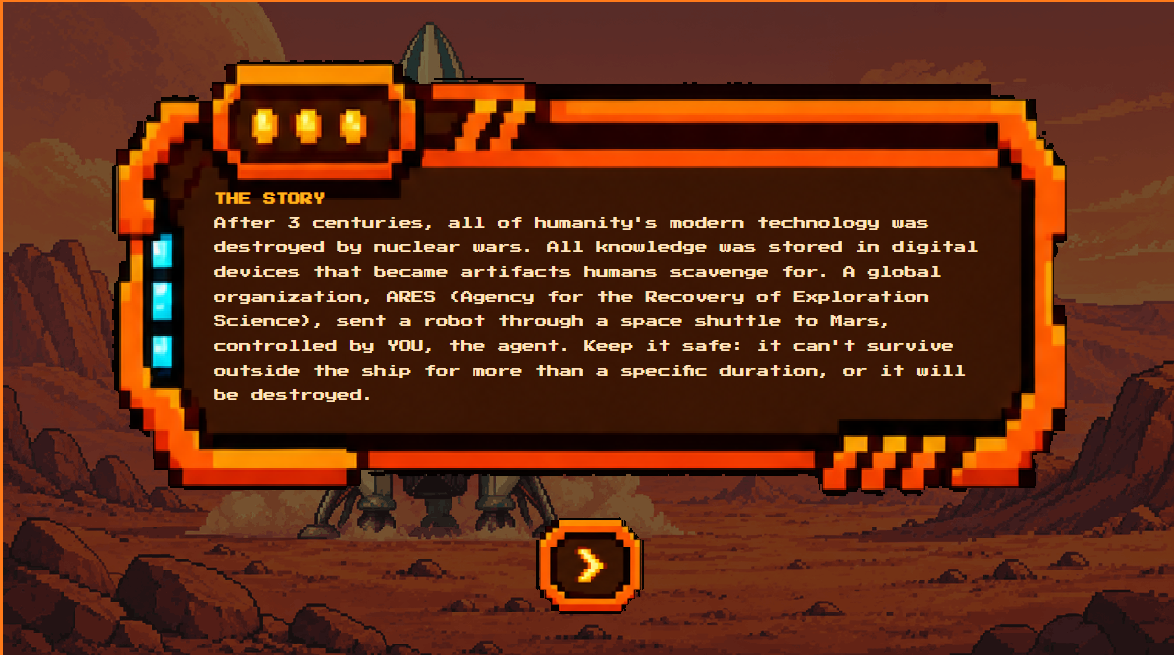 THE STORY
After 3 centuries, all of humanity's modern technology was
destroyed by nuclear wars. All knowledge was stored in digital
devices that became artifacts humans scavenge for. A global
organization, ARES (Agency for the Recovery of Exploration
Science), sent a robot through a space shuttle to Mars,
controlled by YOU, the agent. Keep it safe: it can't survive
outside the ship for more than a specific duration, or it will
be destroyed.